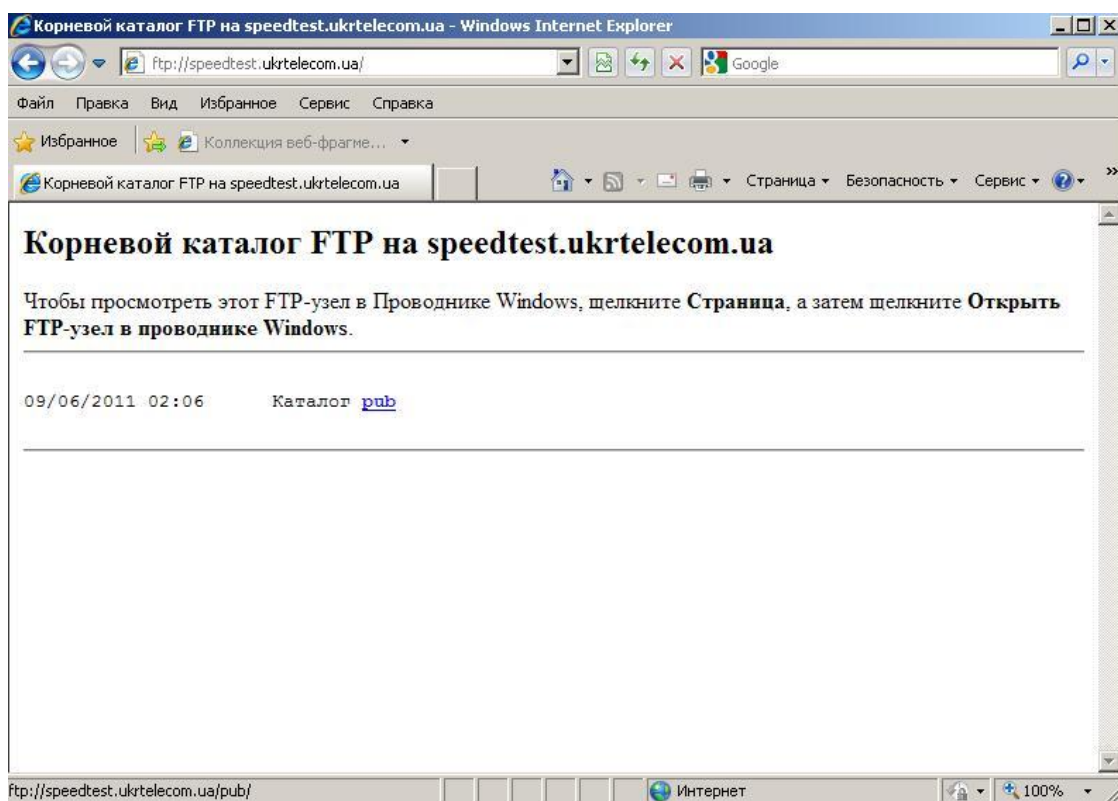 Корневой каталог FTP на speedtest.ukrtelecom.ua - Windows Internet Explorer
ftp://speedtest.ukrtelecom.ua/ Google
Файл Правка Вид Избранное Сервис Справка
Избранное Коллекция веб-фрагме...
Корневой каталог FTP на speedtest.ukrtelecom.ua Страница Безопасность Сервис »
Корневой каталог FTP на speedtest.ukrtelecom.ua
Чтобы просмотреть этот FTP-узел в Проводнике Windows, щелкните Страница, а затем щелкните Открыть
FTP-узел в проводнике Windows.
09/06/2011 02:06 Каталог pub
ftp://speedtest.ukrtelecom.ua/pub/ Интернет 100%